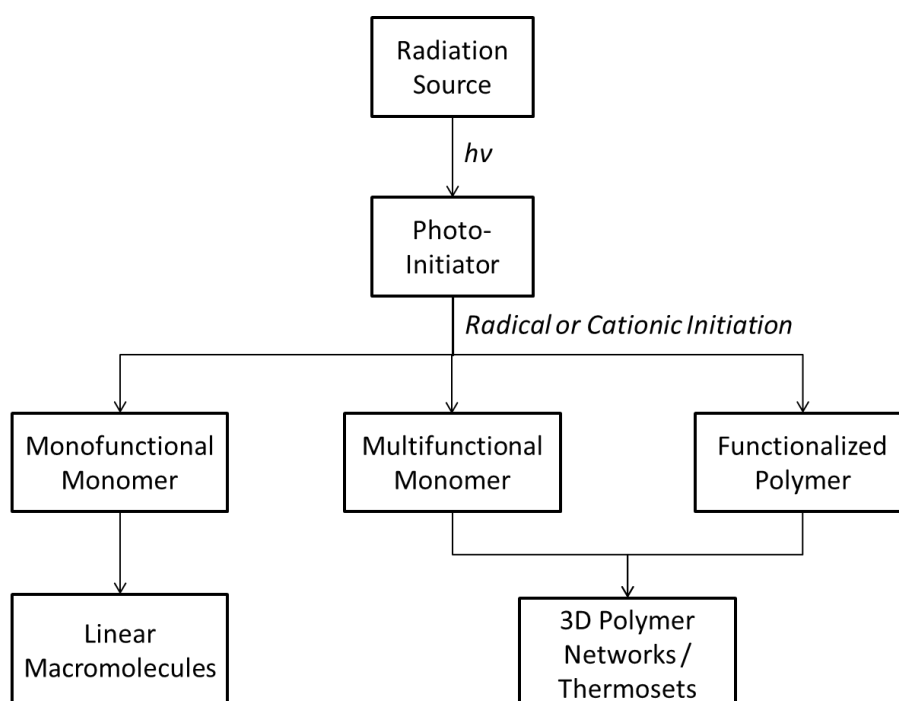 Radiation
Source
hν
Photo-
Initiator
Radical or Cationic Initiation
Monofunctional
Monomer
Multifunctional
Monomer
Functionalized
Polymer
Linear
Macromolecules
3D Polymer
Networks /
Thermosets